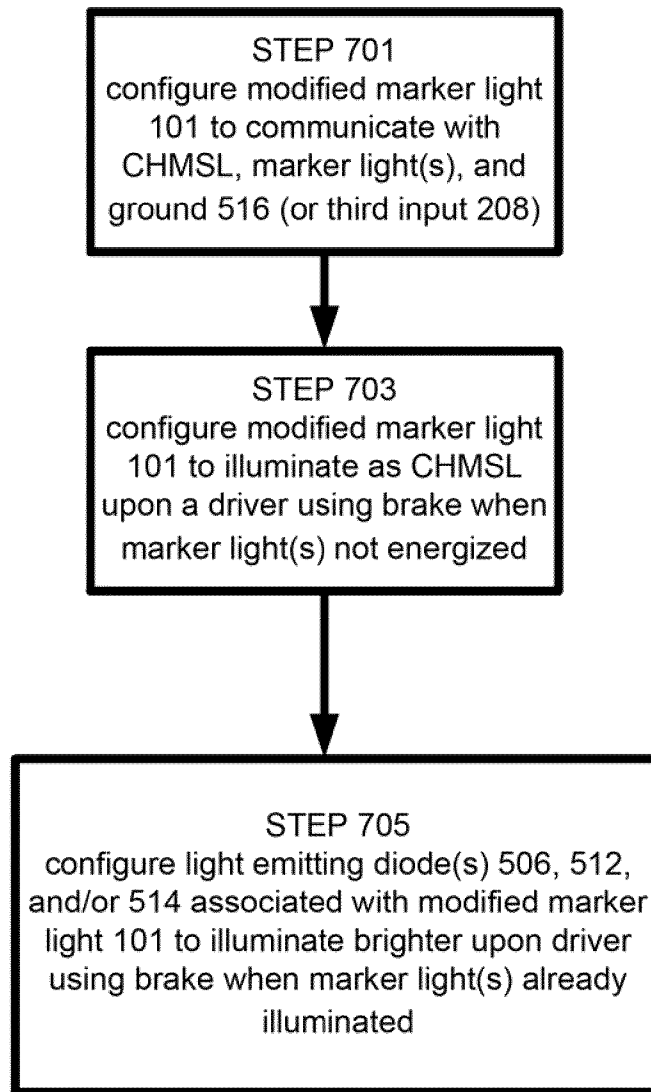 STEP 701
configure modified marker light
101 to communicate with
CHMSL, marker light(s), and
ground 516 (or third input 208)
STEP 703
configure modified marker light
101 to illuminate as CHMSL
upon a driver using brake when
marker light(s) not energized
STEP 705
configure light emitting diode(s) 506, 512,
and/or 514 associated with modified marker
light 101 to illuminate brighter upon driver
using brake when marker light(s) already
illuminated